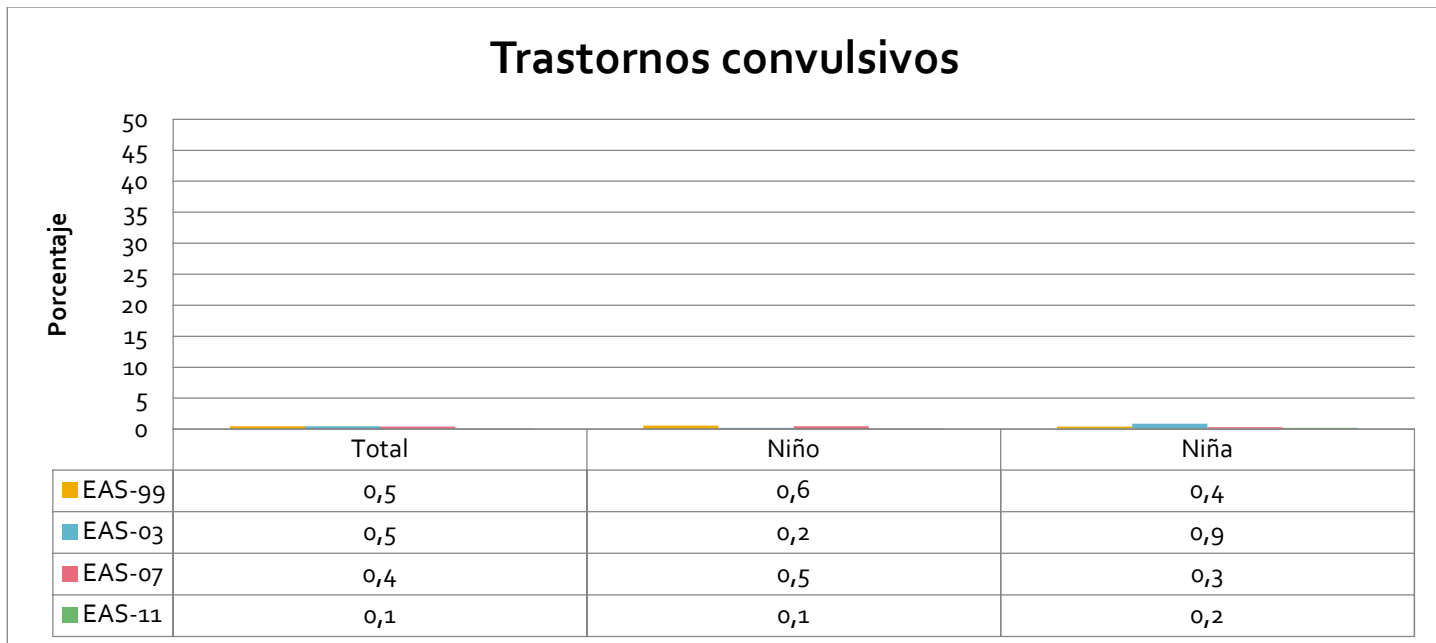 Trastornos convulsivos
Porcentaje
50
45
40
35
30
25
20
15
10
5
0
Total Niño Niña
EAS-99 0,5 0,6 0,4
EAS-03 0,5 0,2 0,9
EAS-07 0,4 0,5 0,3
EAS-11 0,1 0,1 0,2